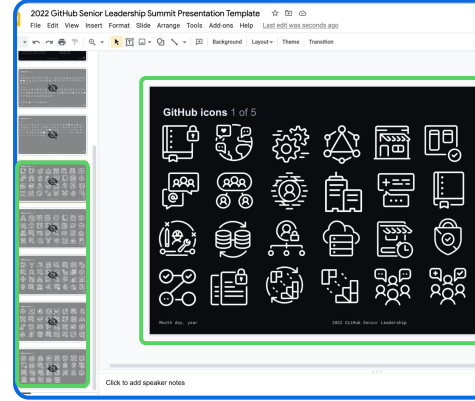 2022 GitHub Senior Leadership Summit Presentation Template
File Edit View Insert Format Slide Arrange Tools Add-ons Help Last edit was seconds ago
Background Layout Theme Transition
GitHub icons 1 of 5
Month day, year 2022 GitHub Senior Leadership
Click to add speaker notes